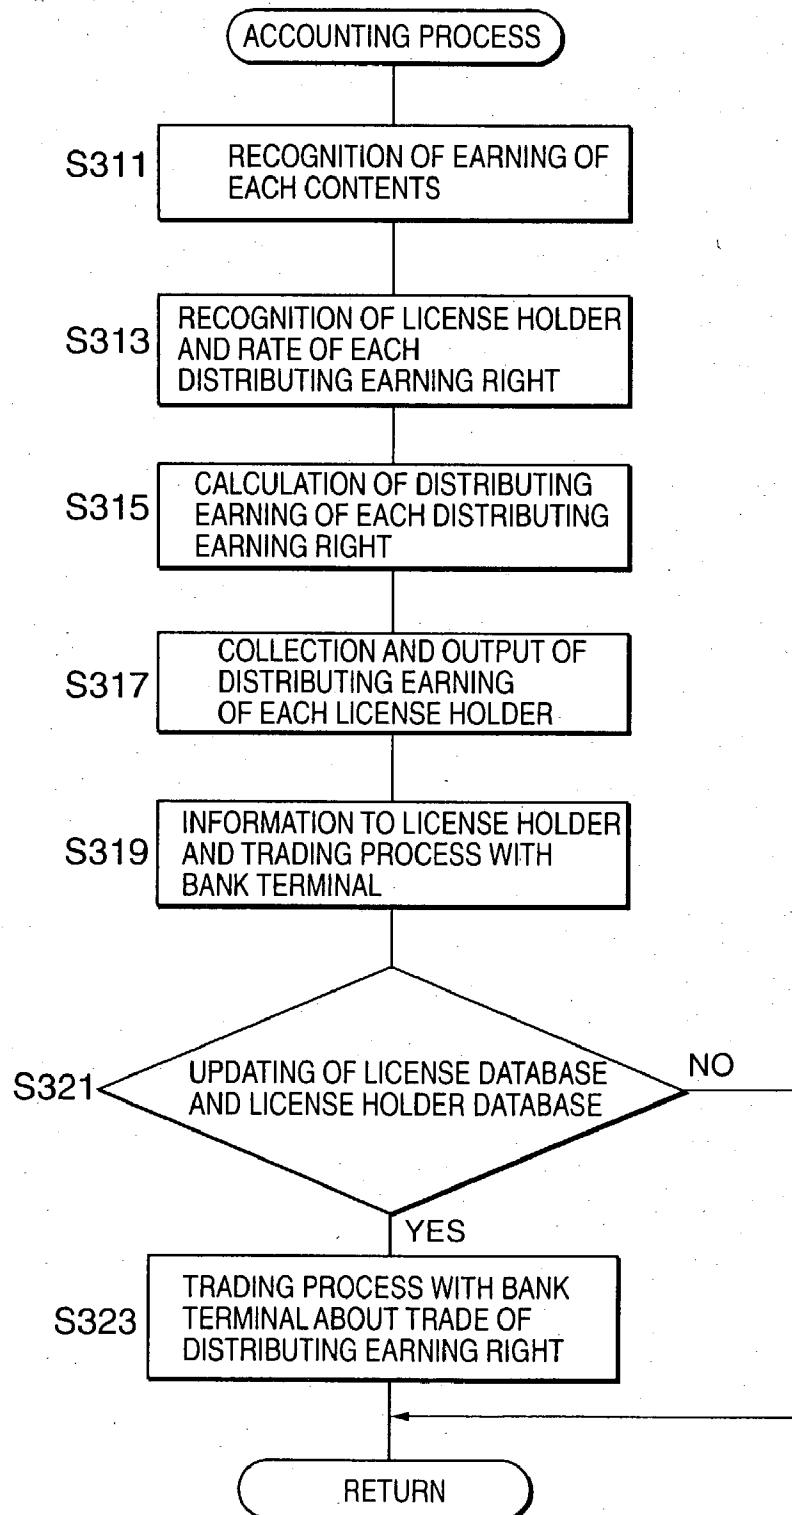 ACCOUNTING PROCESS
S311
RECOGNITION OF EARNING OF
EACH CONTENTS
S313
RECOGNITION OF LICENSE HOLDER
AND RATE OF EACH
DISTRIBUTING EARNING RIGHT
S315
CALCULATION OF DISTRIBUTING
EARNING OF EACH DISTRIBUTING
EARNING RIGHT
S317
COLLECTION AND OUTPUT OF
DISTRIBUTING EARNING
OF EACH LICENSE HOLDER
S319
INFORMATION TO LICENSE HOLDER
AND TRADING PROCESS WITH
BANK TERMINAL
S321
UPDATING OF LICENSE DATABASE
AND LICENSE HOLDER DATABASE
NO
YES
S323
TRADING PROCESS WITH BANK
TERMINAL ABOUT TRADE OF
DISTRIBUTING EARNING RIGHT
RETURN